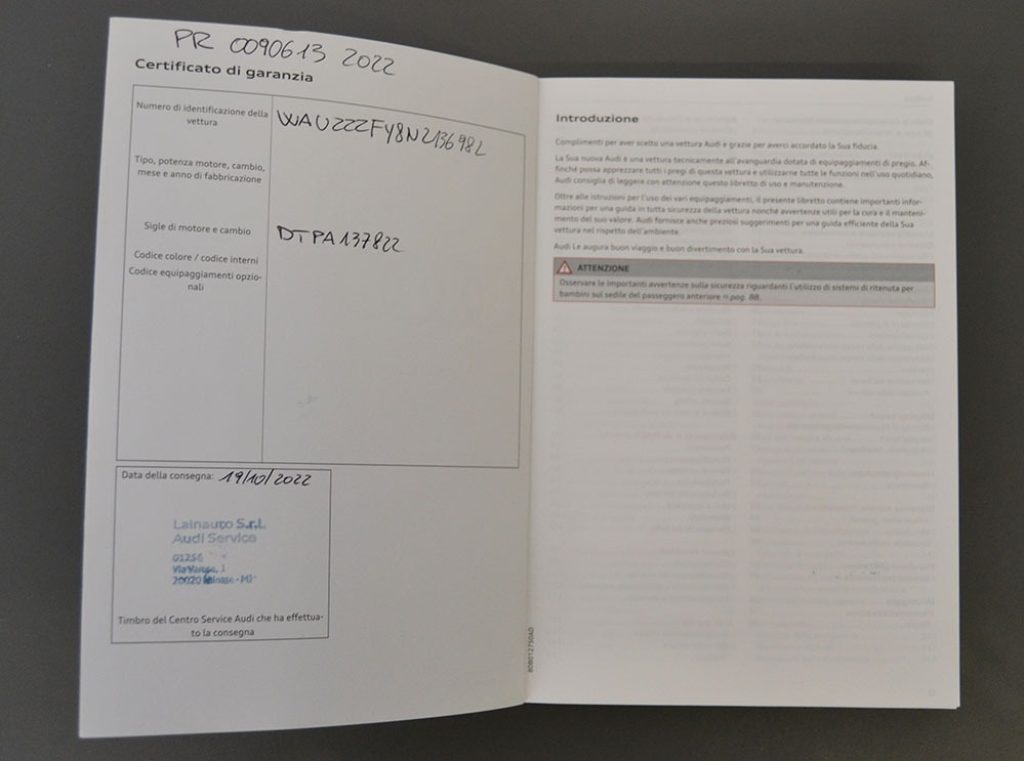 PR 0090613 2022
Certificato di garanzia
Numero di identificazione della
vettura
WAUZZZFY8N2136982
Tipo, potenza motore, cambio,
mese e anno di fabbricazione
Sigle di motore e cambio
DTPA137822
Codice colore / codice interni
Codice equipaggiamenti opzio-
nali
Data della consegna: 19/10/2022
Lainauto S.r.l.
Audi Service
01256
Via Varese, 1
20020 Lainate - MI
Timbro del Centro Service Audi che ha effettua-
to la consegna
Introduzione
Complimenti per aver scelto una vettura Audi e grazie per averci accordato la Sua fiducia.
La Sua nuova Audi è una vettura tecnicamente all'avanguardia dotata di equipaggiamenti di pregio. Af-
finché possa apprezzare tutti i pregi di questa vettura e utilizzarne tutte le funzioni nell'uso quotidiano,
Audi consiglia di leggere con attenzione questo libretto di uso e manutenzione.
Oltre alle istruzioni per l'uso dei vari equipaggiamenti, il presente libretto contiene importanti infor-
mazioni per una guida in tutta sicurezza della vettura nonché avvertenze utili per la cura e il manteni-
mento del suo valore. Audi fornisce anche preziosi suggerimenti per una guida efficiente della Sua
vettura nel rispetto dell'ambiente.
Audi Le augura buon viaggio e buon divertimento con la Sua vettura.
ATTENZIONE
Osservare le importanti avvertenze sulla sicurezza riguardanti l'utilizzo di sistemi di ritenuta per
bambini sul sedile del passeggero anteriore ⇨ pag. 88.